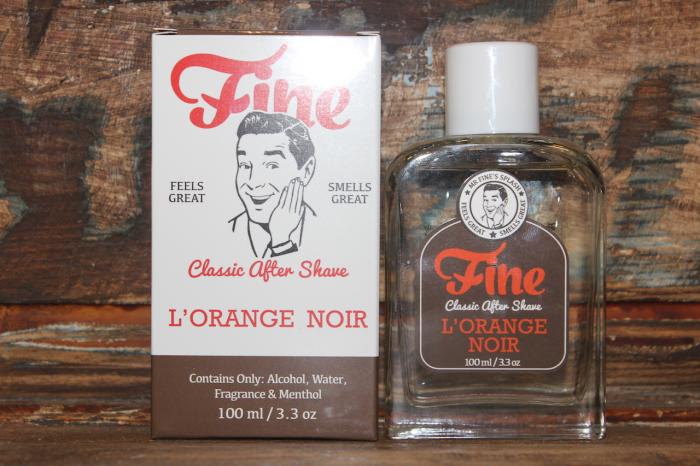 Fine
FEELS
GREAT
SMELLS
GREAT
Classic After Shave
L'ORANGE NOIR
Contains Only: Alcohol, Water,
Fragrance & Menthol
100 ml / 3.3 oz
MR FINE'S SPLASH
FEELS GREAT ★ SMELLS GREAT
Fine
Classic After Shave
L'ORANGE
NOIR
100 ml / 3.3 oz